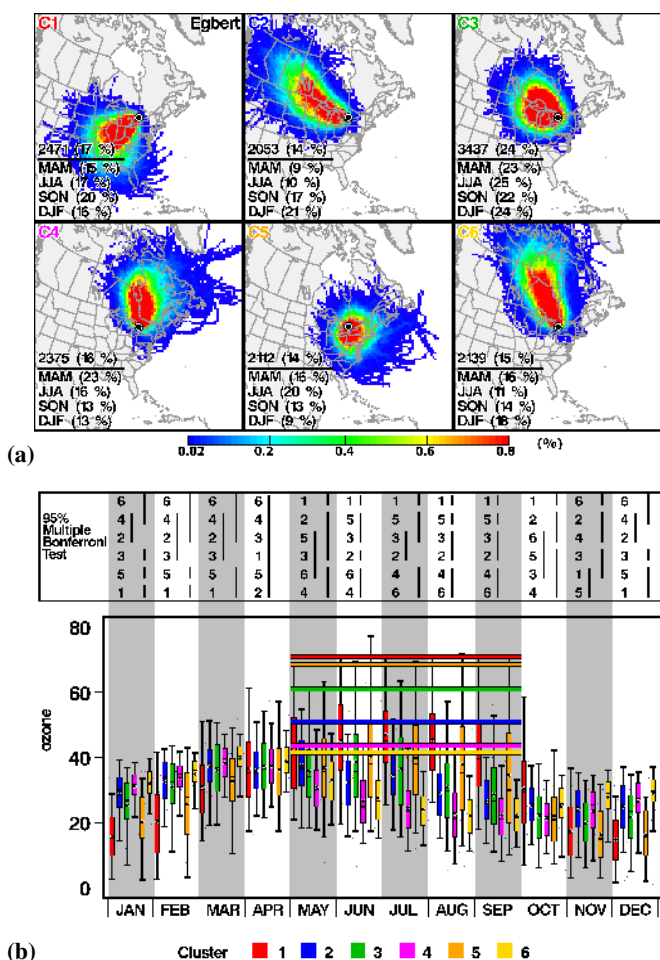 C1 Egbert
2471 (17 %)
MAM (15 %)
JJA (17 %)
SON (20 %)
DJF (16 %)
C2
2053 (14 %)
MAM (9 %)
JJA (10 %)
SON (17 %)
DJF (21 %)
C3
3437 (24 %)
MAM (23 %)
JJA (25 %)
SON (22 %)
DJF (24 %)
C4
2375 (16 %)
MAM (23 %)
JJA (16 %)
SON (13 %)
DJF (13 %)
C5
2112 (14 %)
MAM (16 %)
JJA (20 %)
SON (13 %)
DJF (9 %)
C6
2139 (15 %)
MAM (16 %)
JJA (11 %)
SON (14 %)
DJF (18 %)
(a)
0.02 0.2 0.4 0.6 0.8 (%)
95%
Multiple
Bonferroni
Test
6 6 6 6 1 1 1 1 1 1 6 6
4 4 4 4 2 5 5 5 5 2 2 4
2 2 2 3 5 3 2 3 3 6 4 2
3 3 3 1 3 2 3 2 2 5 3 3
5 5 5 5 6 6 4 4 4 3 1 5
1 1 1 2 4 4 6 6 6 4 5 1
80
60
40
20
0
ozone
JAN FEB MAR APR MAY JUN JUL AUG SEP OCT NOV DEC
(b)
Cluster 1 2 3 4 5 6